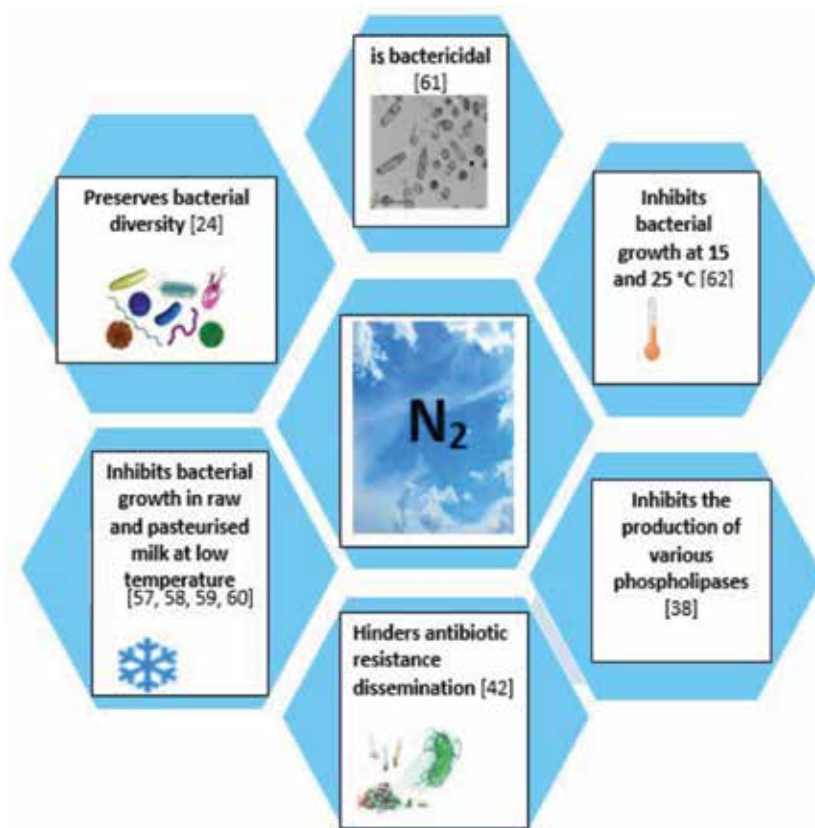 is bactericidal
[61]
Preserves bacterial
diversity [24]
Inhibits
bacterial
growth at 15
and 25 °C [62]
N₂
Inhibits bacterial
growth in raw
and pasteurised
milk at low
temperature
[57, 58, 59, 60]
Inhibits the
production of
various
phospholipases
[38]
Hinders antibiotic
resistance
dissemination [42]